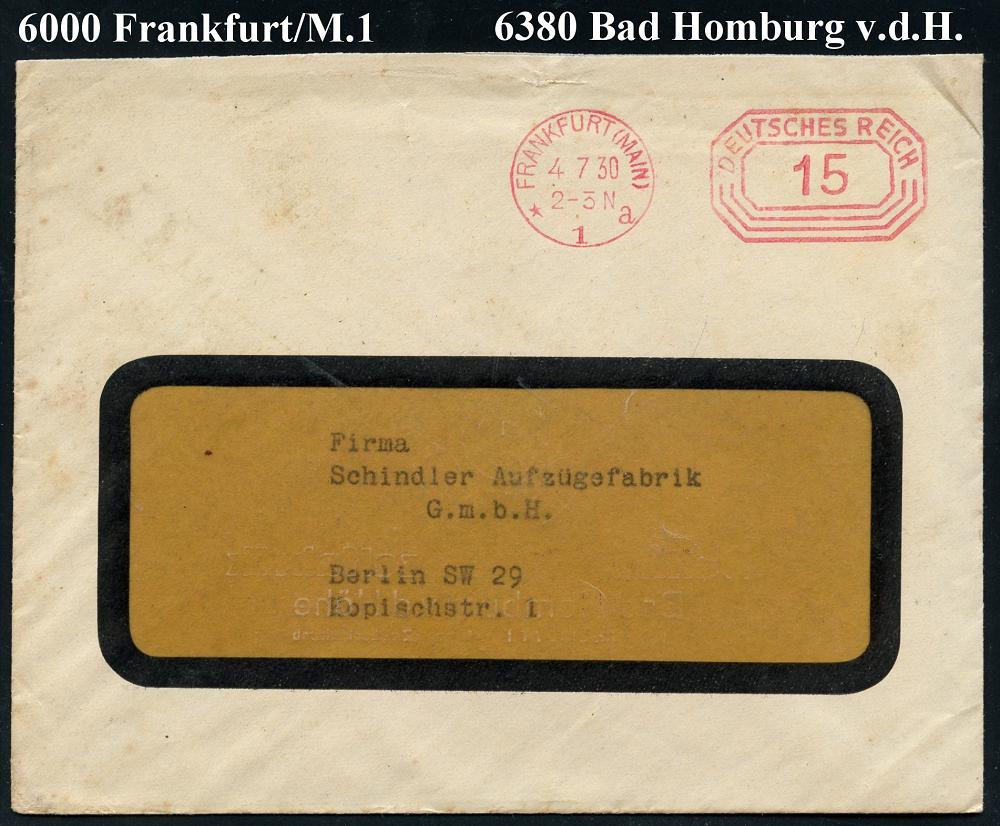 6000 Frankfurt/M.1 6380 Bad Homburg v.d.H.
FRANKFURT (MAIN)
4 7 30
2-3 N
a
1
DEUTSCHES REICH
15
Firma
Schindler Aufzügefabrik
G.m.b.H.
Berlin SW 29
Kopischstr. 1